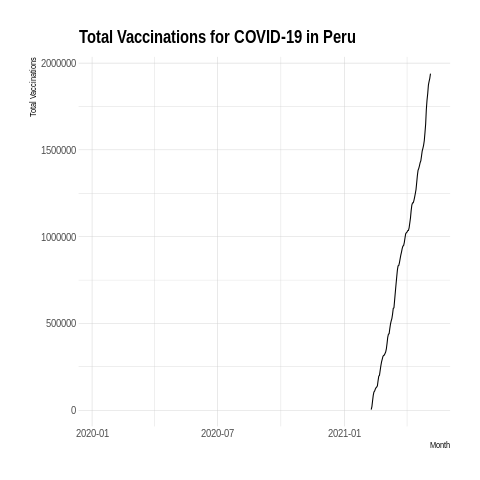 Total Vaccinations for COVID-19 in Peru
Total Vaccinations
2000000
1500000
1000000
500000
0
2020-01
2020-07
2021-01
Month